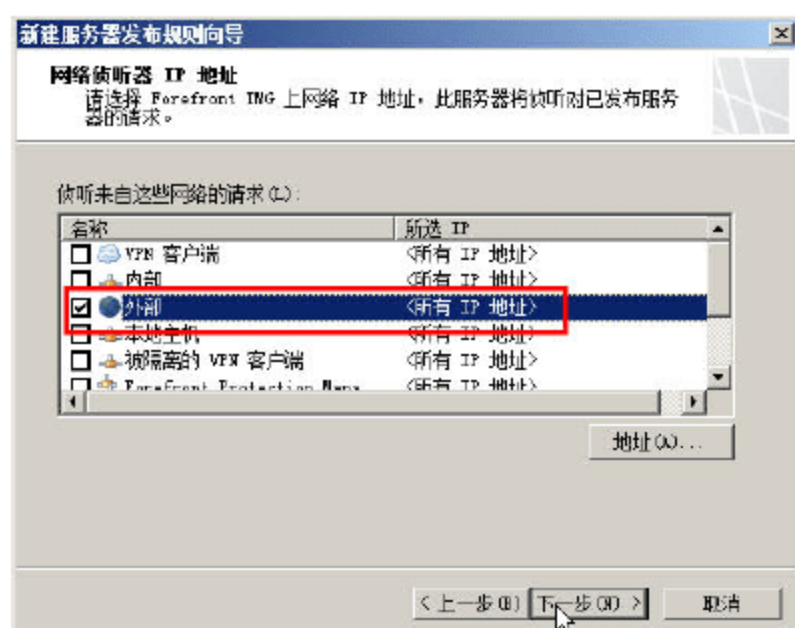 新建服务器发布规则向导
网络侦听器 IP 地址
请选择 Forefront TMG 上网络 IP 地址，此服务器将侦听对已发布服务
器的请求。
侦听来自这些网络的请求(L):
名称 所选 IP
VPN 客户端 <所有 IP 地址>
内部 <所有 IP 地址>
外部 <所有 IP 地址>
本地主机 <所有 IP 地址>
被隔离的 VPN 客户端 <所有 IP 地址>
Forefront Protection Mana <所有 IP 地址>
地址(A)...
< 上一步(B) 下一步(N) > 取消